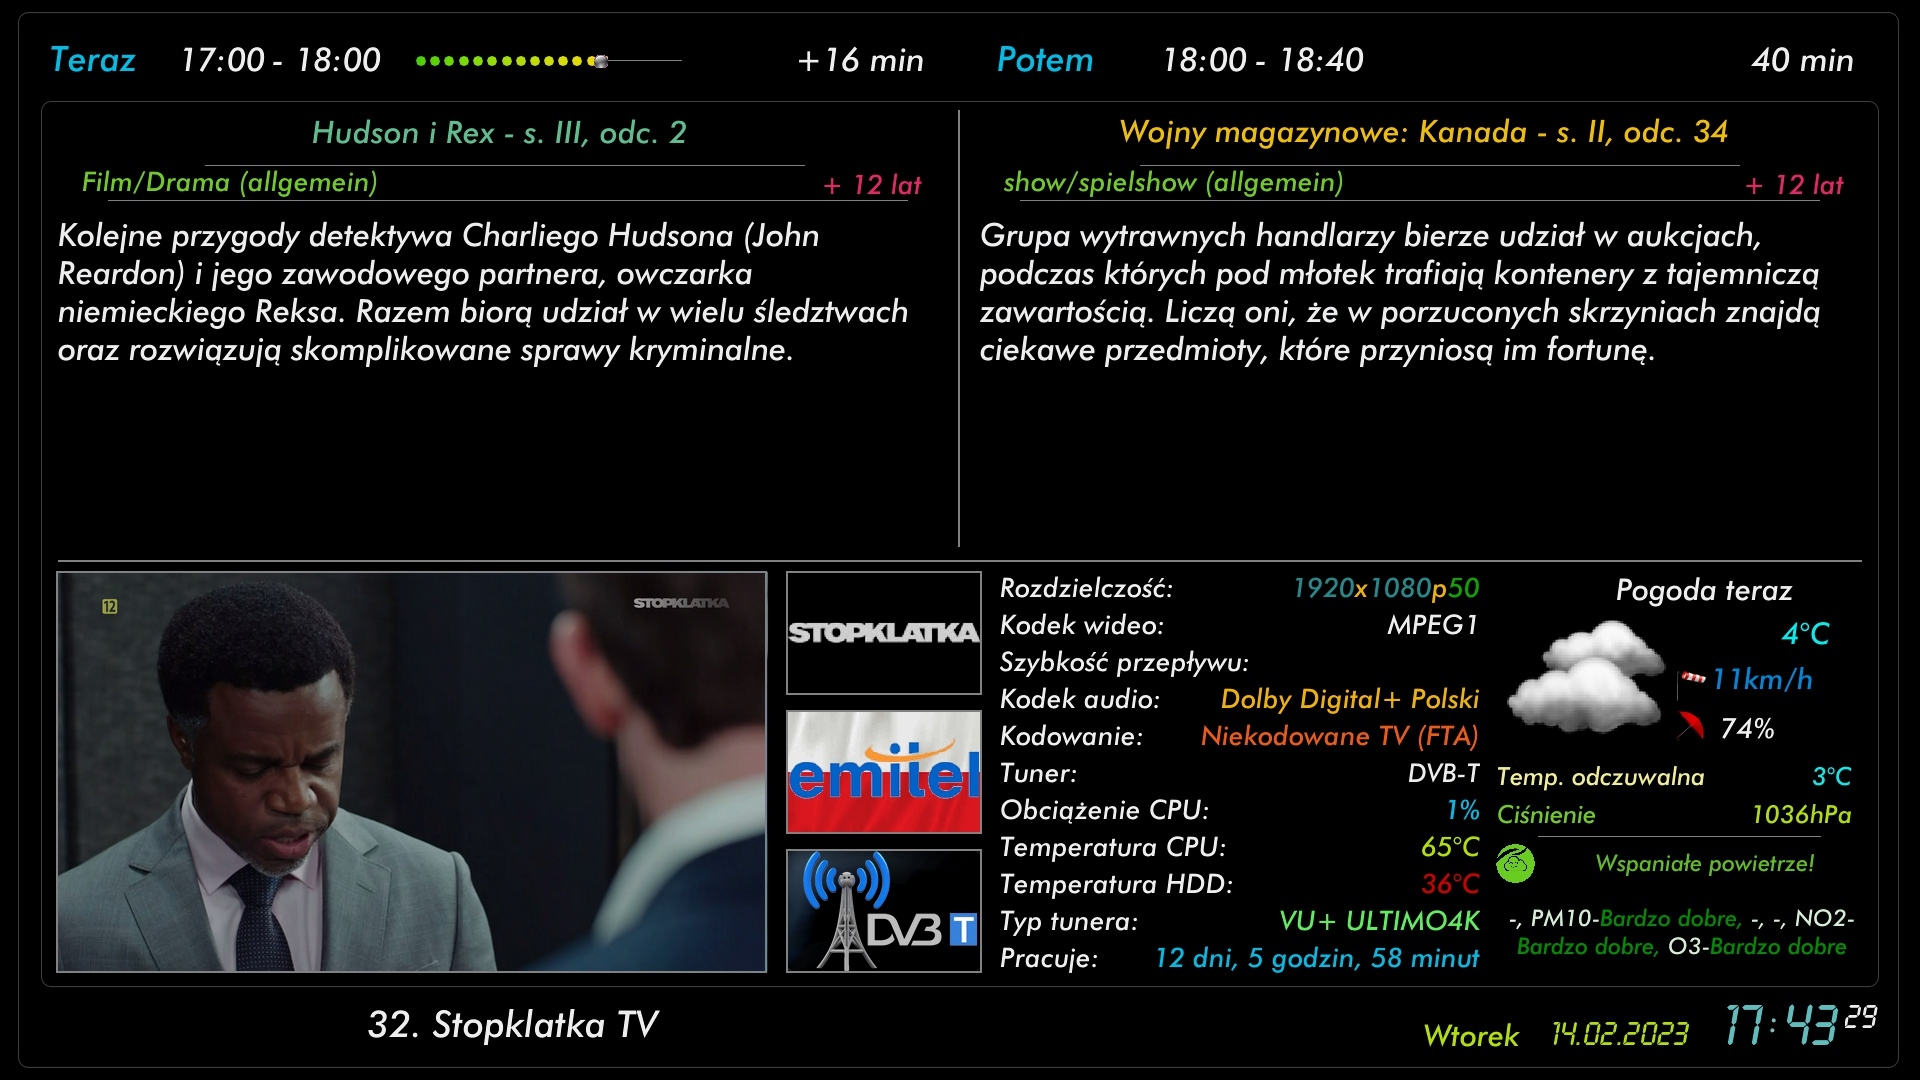 Teraz 17:00 - 18:00 +16 min
Potem 18:00 - 18:40 40 min
Hudson i Rex - s. III, odc. 2
Film/Drama (allgemein) + 12 lat
Kolejne przygody detektywa Charliego Hudsona (John
Reardon) i jego zawodowego partnera, owczarka
niemieckiego Reksa. Razem biorą udział w wielu śledztwach
oraz rozwiązują skomplikowane sprawy kryminalne.
Wojny magazynowe: Kanada - s. II, odc. 34
show/spielshow (allgemein) + 12 lat
Grupa wytrawnych handlarzy bierze udział w aukcjach,
podczas których pod młotek trafiają kontenery z tajemniczą
zawartością. Liczą oni, że w porzuconych skrzyniach znajdą
ciekawe przedmioty, które przyniosą im fortunę.
12 STOPKLATKA
STOPKLATKA
emitel
DVB T
Rozdzielczość: 1920x1080p50
Kodek wideo: MPEG1
Szybkość przepływu:
Kodek audio: Dolby Digital+ Polski
Kodowanie: Niekodowane TV (FTA)
Tuner: DVB-T
Obciążenie CPU: 1%
Temperatura CPU: 65°C
Temperatura HDD: 36°C
Typ tunera: VU+ ULTIMO4K
Pracuje: 12 dni, 5 godzin, 58 minut
Pogoda teraz
4°C
11km/h
74%
Temp. odczuwalna 3°C
Ciśnienie 1036hPa
Wspaniałe powietrze!
-, PM10-Bardzo dobre, -, -, NO2-
Bardzo dobre, O3-Bardzo dobre
32. Stopklatka TV
Wtorek 14.02.2023 17:43 29